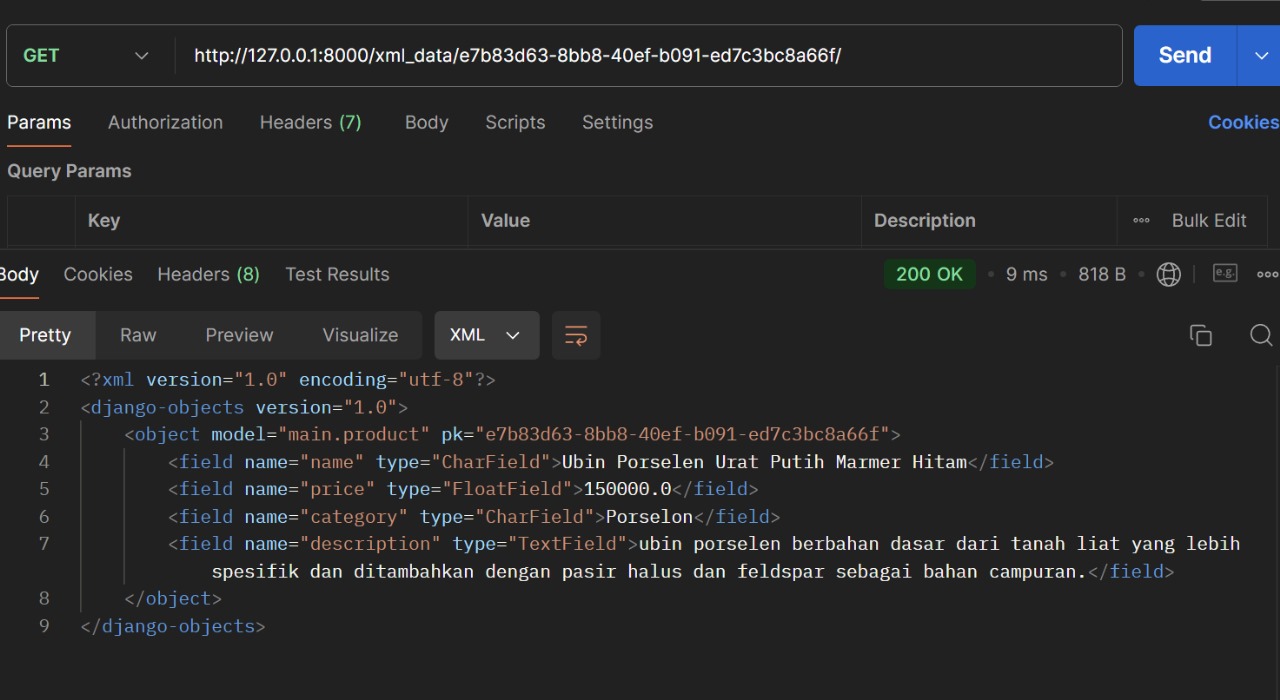 GET http://127.0.0.1:8000/xml_data/e7b83d63-8bb8-40ef-b091-ed7c3bc8a66f/ Send
Params Authorization Headers (7) Body Scripts Settings Cookies
Query Params
Key Value Description Bulk Edit
Body Cookies Headers (8) Test Results 200 OK 9 ms 818 B e.g.
Pretty Raw Preview Visualize XML
1 <?xml version="1.0" encoding="utf-8"?>
2 <django-objects version="1.0">
3 <object model="main.product" pk="e7b83d63-8bb8-40ef-b091-ed7c3bc8a66f">
4 <field name="name" type="CharField">Ubin Porselen Urat Putih Marmer Hitam</field>
5 <field name="price" type="FloatField">150000.0</field>
6 <field name="category" type="CharField">Porselon</field>
7 <field name="description" type="TextField">ubin porselen berbahan dasar dari tanah liat yang lebih
spesifik dan ditambahkan dengan pasir halus dan feldspar sebagai bahan campuran.</field>
8 </object>
9 </django-objects>